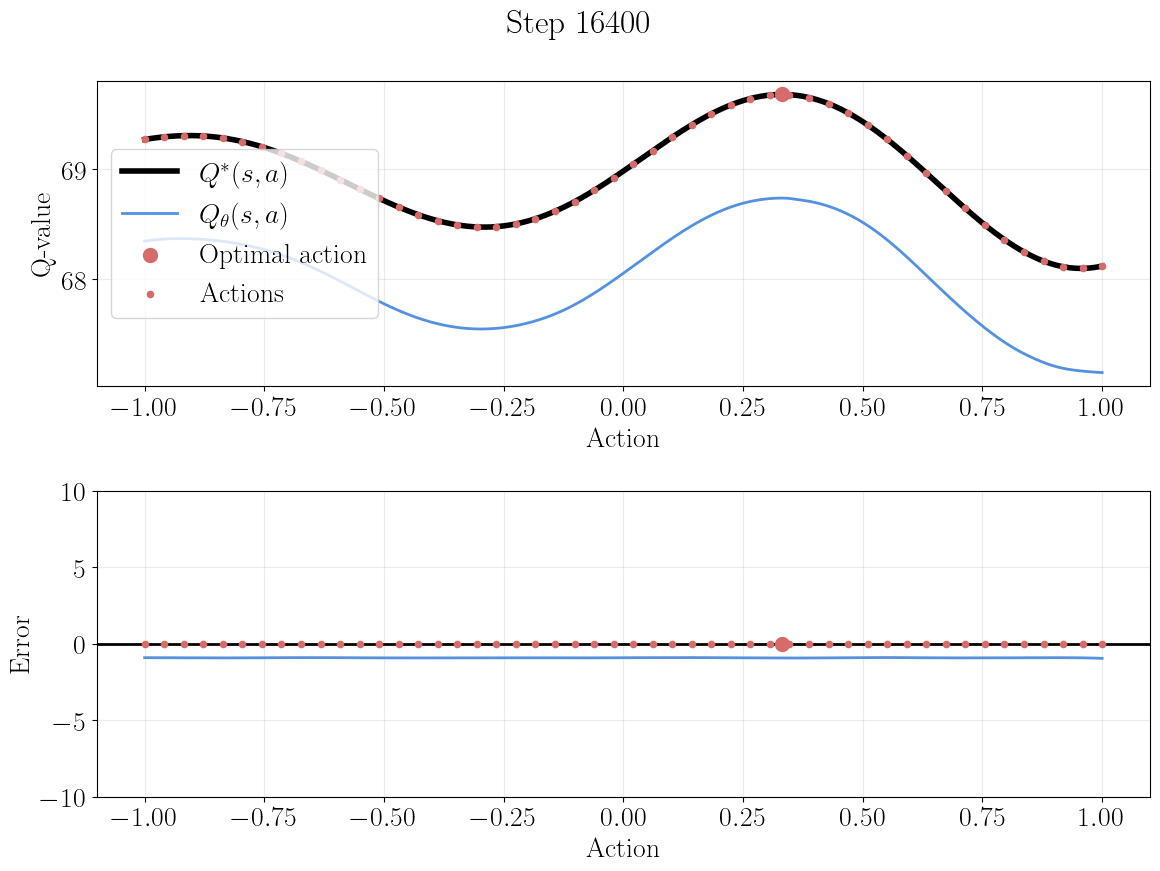 Step 16400
69
68
Q-value
Q*(s, a)
Qθ(s, a)
Optimal action
Actions
−1.00 −0.75 −0.50 −0.25 0.00 0.25 0.50 0.75 1.00
Action
10
5
0
−5
−10
Error
−1.00 −0.75 −0.50 −0.25 0.00 0.25 0.50 0.75 1.00
Action